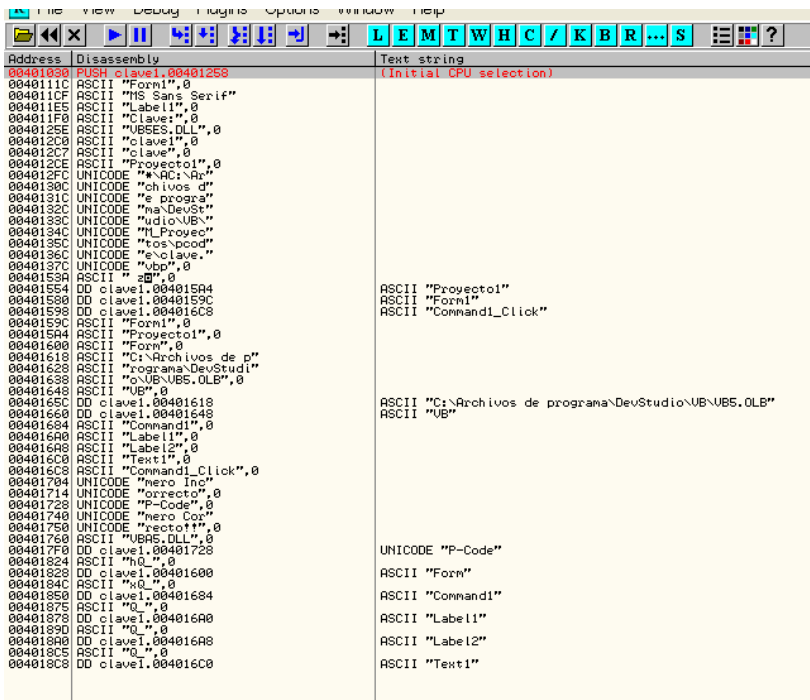 File View Debug Plugins Options Window Help
L E M T W H C / K B R ... S ?
Address Disassembly Text string
00401030 PUSH clave1.00401258 (Initial CPU selection)
0040111C ASCII "Form1",0
004011CF ASCII "MS Sans Serif"
004011E5 ASCII "Label1",0
004011F0 ASCII "Clave:",0
0040125E ASCII "VB5ES.DLL",0
004012C0 ASCII "clave1",0
004012C7 ASCII "clave",0
004012CE ASCII "Proyecto1",0
004012FC UNICODE "*\AC:\Ar"
0040130C UNICODE "chivos d"
0040131C UNICODE "e progra"
0040132C UNICODE "ma\DevSt"
0040133C UNICODE "udio\VB\"
0040134C UNICODE "M_Proyec"
0040135C UNICODE "tos\pcod"
0040136C UNICODE "e\clave."
0040137C UNICODE "vbp",0
0040153A ASCII " z",0
00401554 DD clave1.004015A4 ASCII "Proyecto1"
00401580 DD clave1.0040159C ASCII "Form1"
00401598 DD clave1.004016C8 ASCII "Command1_Click"
0040159C ASCII "Form1",0
004015A4 ASCII "Proyecto1",0
00401600 ASCII "Form",0
00401618 ASCII "C:\Archivos de p"
00401628 ASCII "rograma\DevStudi"
00401638 ASCII "o\VB\VB5.OLB",0
00401648 ASCII "VB",0
0040165C DD clave1.00401618 ASCII "C:\Archivos de programa\DevStudio\VB\VB5.OLB"
00401660 DD clave1.00401648 ASCII "VB"
00401684 ASCII "Command1",0
004016A0 ASCII "Label1",0
004016A8 ASCII "Label2",0
004016C0 ASCII "Text1",0
004016C8 ASCII "Command1_Click",0
00401704 UNICODE "mero Inc"
00401714 UNICODE "orrecto",0
00401728 UNICODE "P-Code",0
00401740 UNICODE "mero Cor"
00401750 UNICODE "recto!!",0
00401760 ASCII "VBA5.DLL",0
004017F0 DD clave1.00401728 UNICODE "P-Code"
00401824 ASCII "hQ_",0
00401828 DD clave1.00401600 ASCII "Form"
0040184C ASCII "xQ_",0
00401850 DD clave1.00401684 ASCII "Command1"
00401875 ASCII "Q_",0
00401878 DD clave1.004016A0 ASCII "Label1"
0040189D ASCII "Q_",0
004018A0 DD clave1.004016A8 ASCII "Label2"
004018C5 ASCII "Q_",0
004018C8 DD clave1.004016C0 ASCII "Text1"